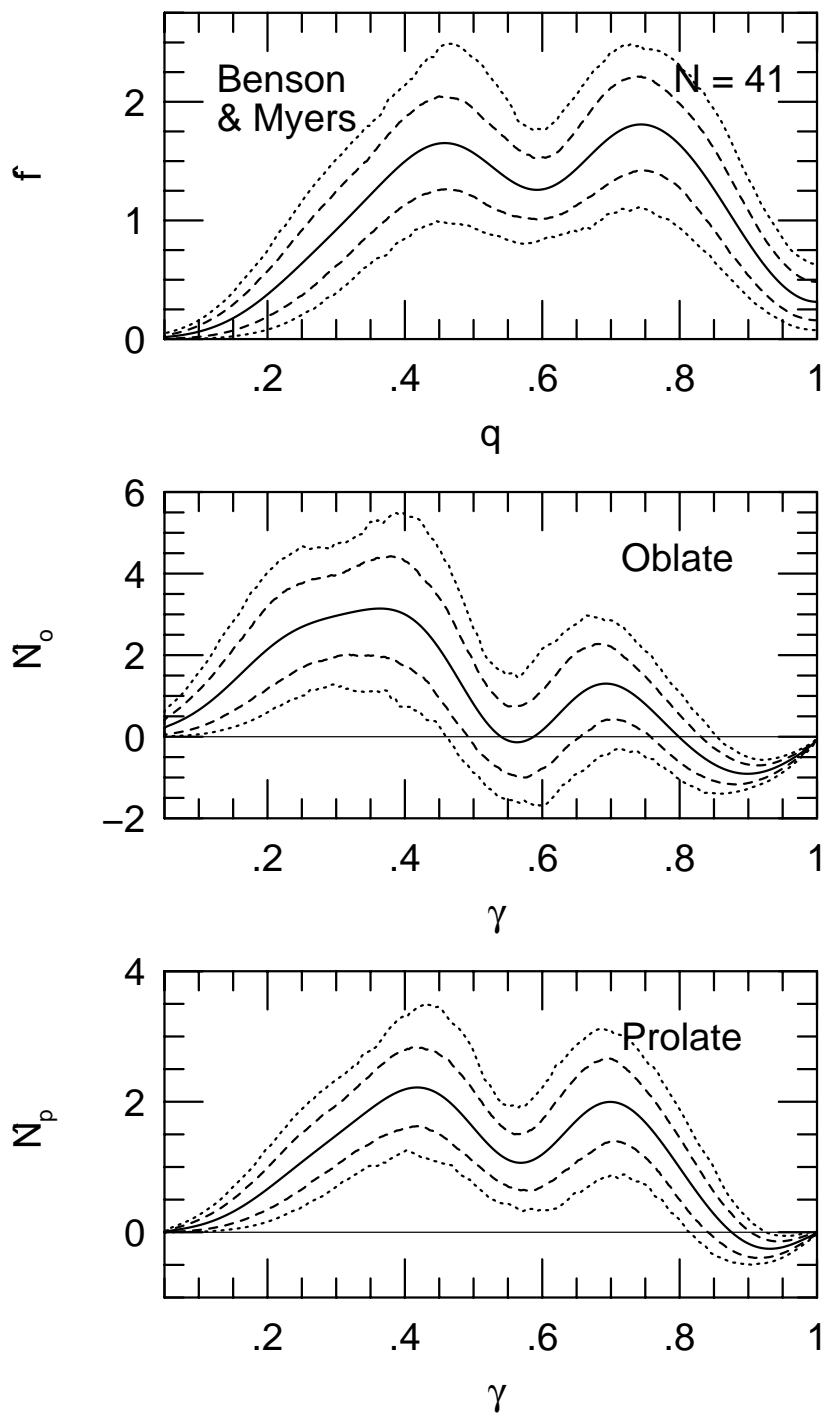 Benson
& Myers
N = 41
2
1
0
f̂
.2 .4 .6 .8 1
q
6
4
2
0
−2
Oblate
N̂o
.2 .4 .6 .8 1
γ
4
2
0
Prolate
N̂p
.2 .4 .6 .8 1
γ